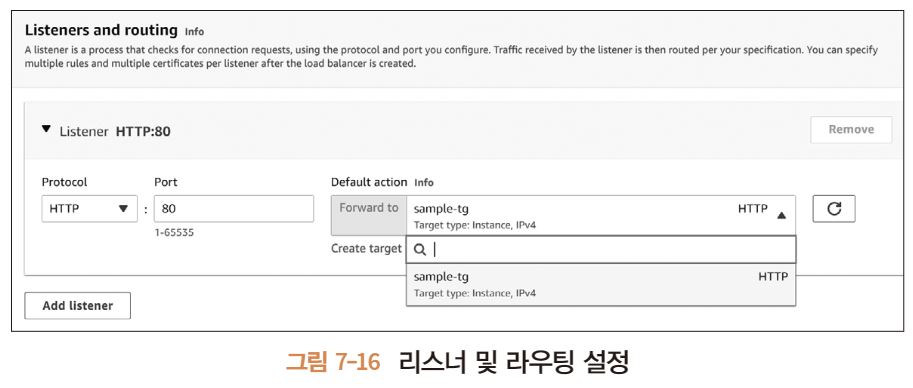 Listeners and routing Info
A listener is a process that checks for connection requests, using the protocol and port you configure. Traffic received by the listener is then routed per your specification. You can specify
multiple rules and multiple certificates per listener after the load balancer is created.
Listener HTTP:80
Remove
Protocol Port Default action Info
HTTP : 80 Forward to sample-tg HTTP
Target type: Instance, IPv4
1-65535
Create target
sample-tg HTTP
Target type: Instance, IPv4
Add listener
그림 7-16 리스너 및 라우팅 설정